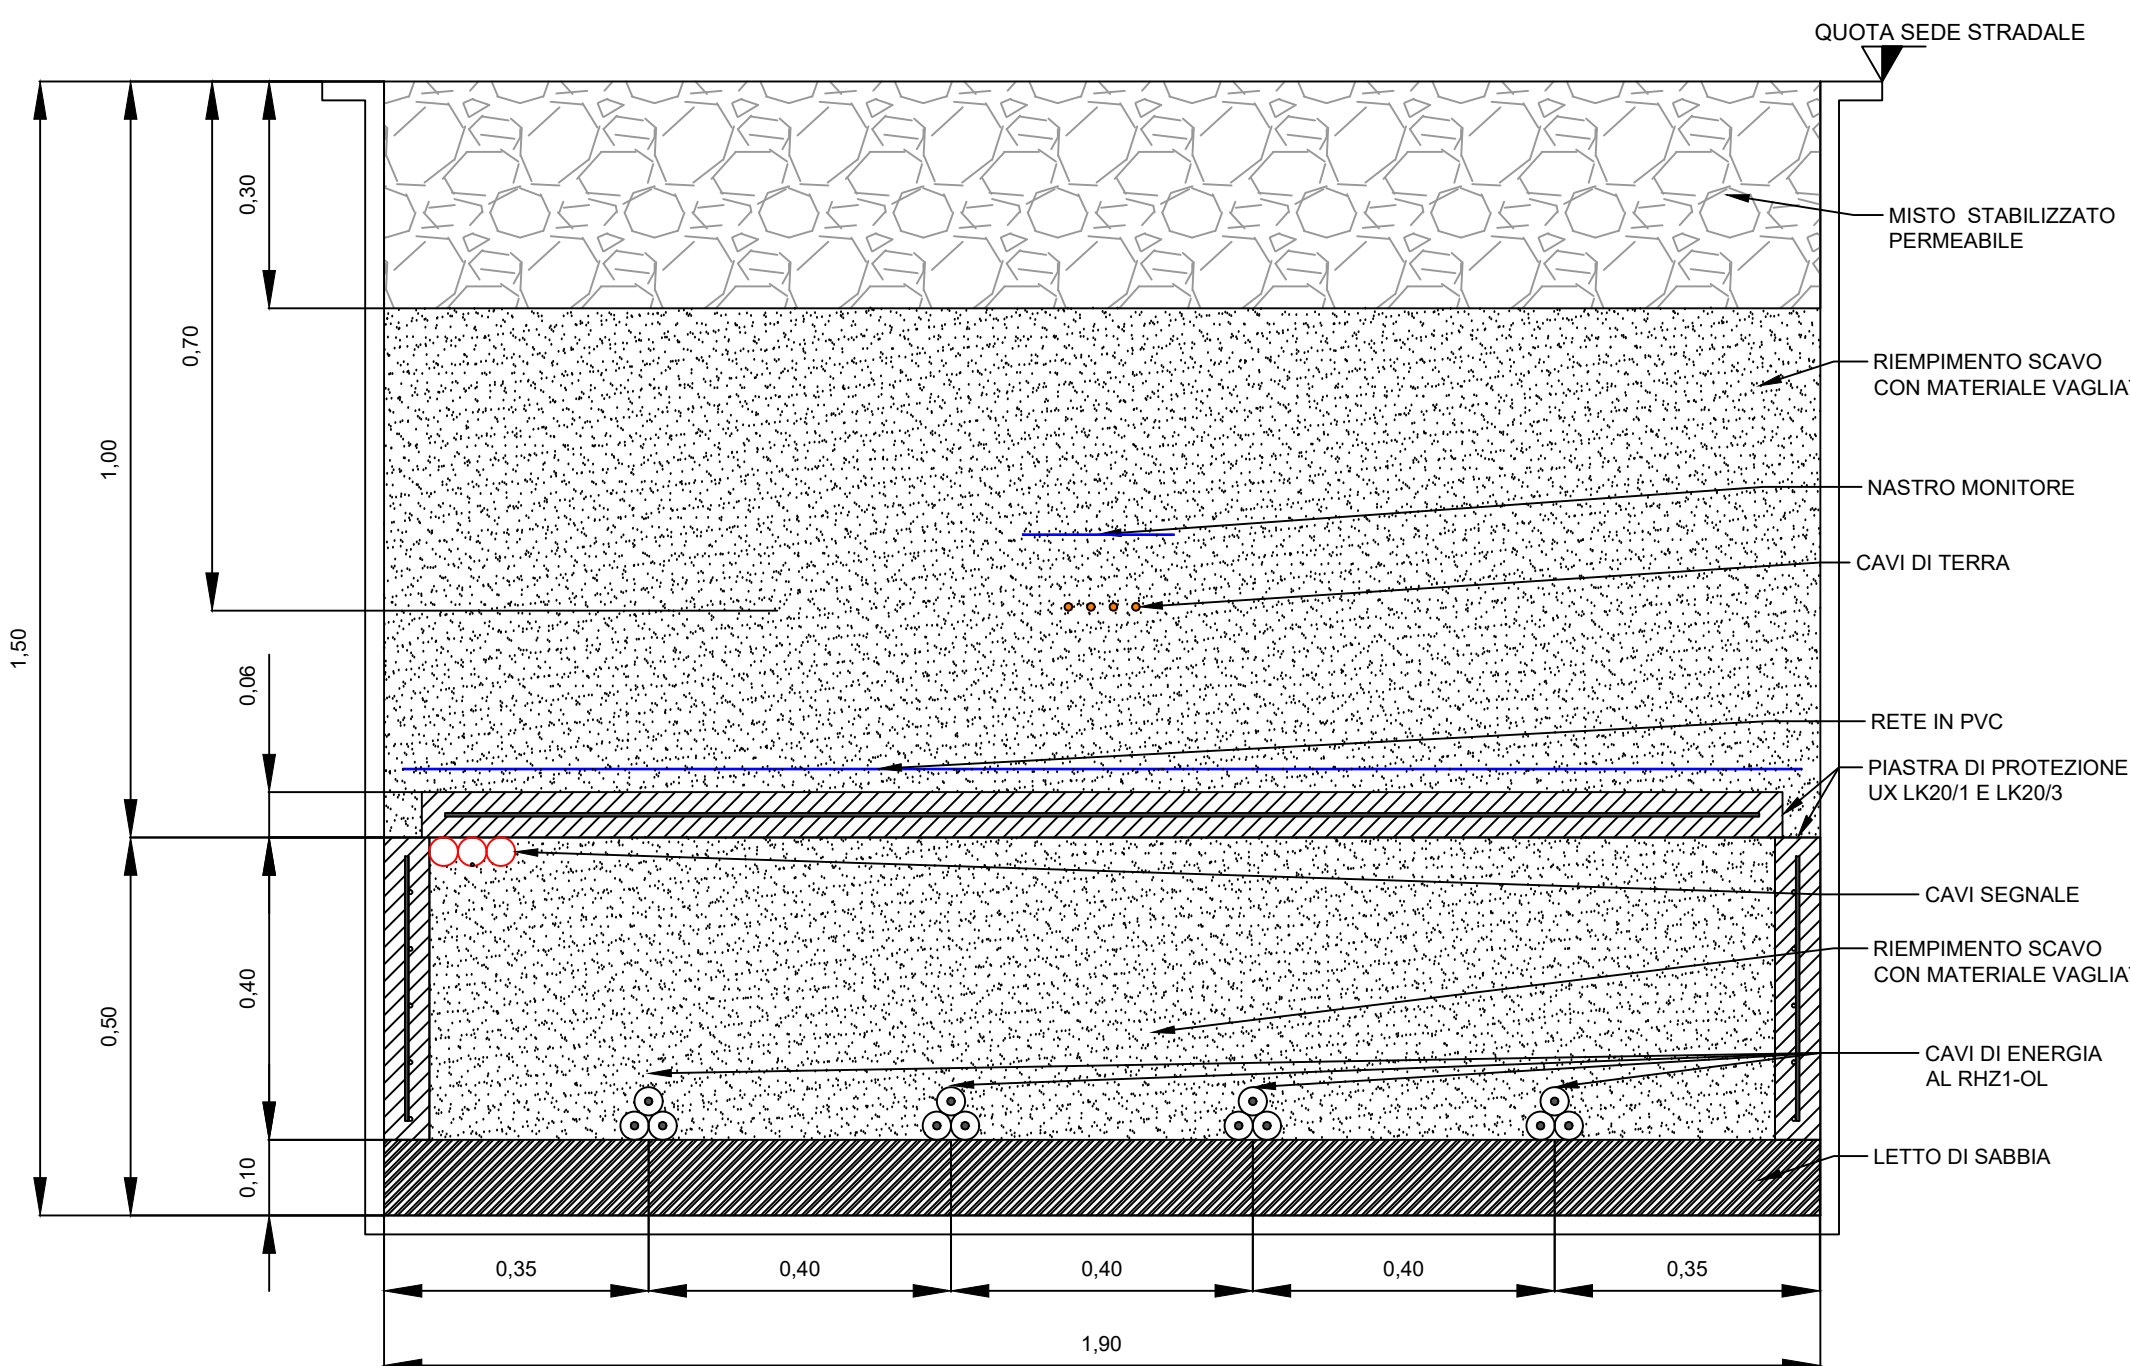 QUOTA SEDE STRADALE
0,30
MISTO STABILIZZATO
PERMEABILE
0,70
RIEMPIMENTO SCAVO
CON MATERIALE VAGLIAT
1,00
NASTRO MONITORE
CAVI DI TERRA
1,50
0,06
RETE IN PVC
PIASTRA DI PROTEZIONE
UX LK20/1 E LK20/3
CAVI SEGNALE
RIEMPIMENTO SCAVO
CON MATERIALE VAGLIAT
0,40
0,50
CAVI DI ENERGIA
AL RHZ1-OL
LETTO DI SABBIA
0,10
0,35
0,40
0,40
0,40
0,35
1,90